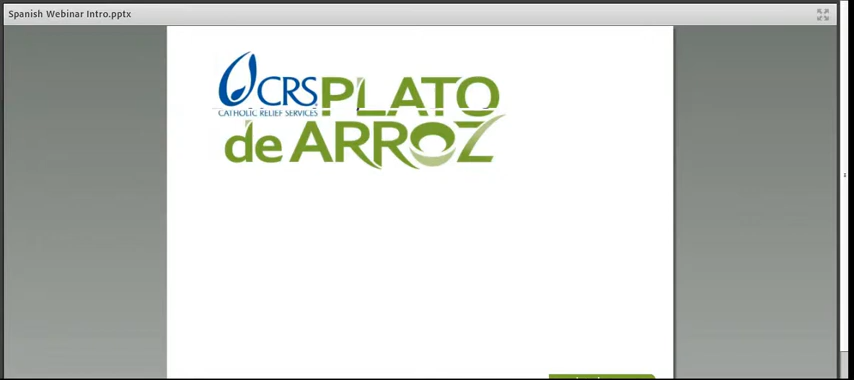 Spanish Webinar Intro.pptx
CRS PLATO
CATHOLIC RELIEF SERVICES
de ARROZ